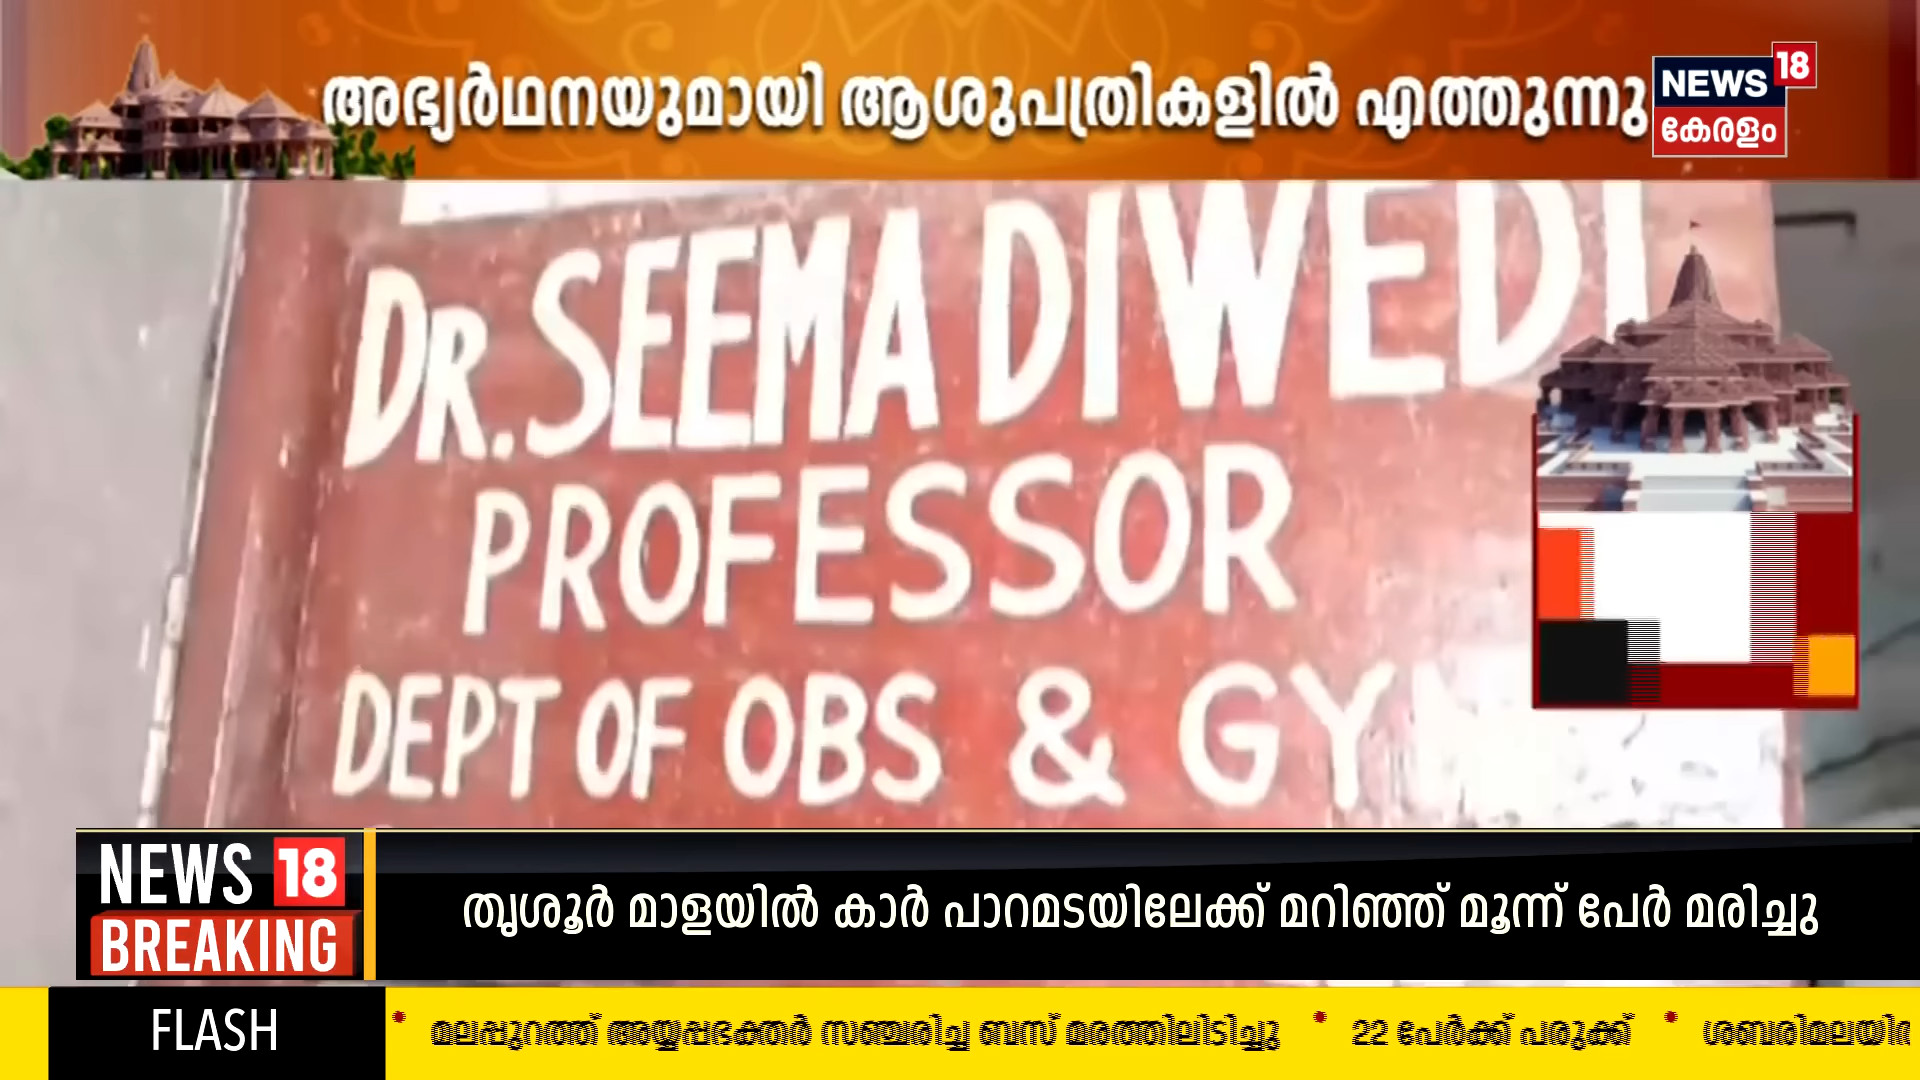 അഭ്യർഥനയുമായി ആശുപത്രികളിൽ എത്തുന്നു
NEWS 18
കേരളം
DR. SEEMA DIWEDI
PROFESSOR
DEPT OF OBS & GY
NEWS 18
BREAKING
തൃശൂർ മാളയിൽ കാർ പാറമടയിലേക്ക് മറിഞ്ഞ് മൂന്ന് പേർ മരിച്ചു
FLASH
* മലപ്പുറത്ത് അയ്യപ്പഭക്തർ സഞ്ചരിച്ച ബസ് മരത്തിലിടിച്ചു * 22 പേർക്ക് പരുക്ക് *